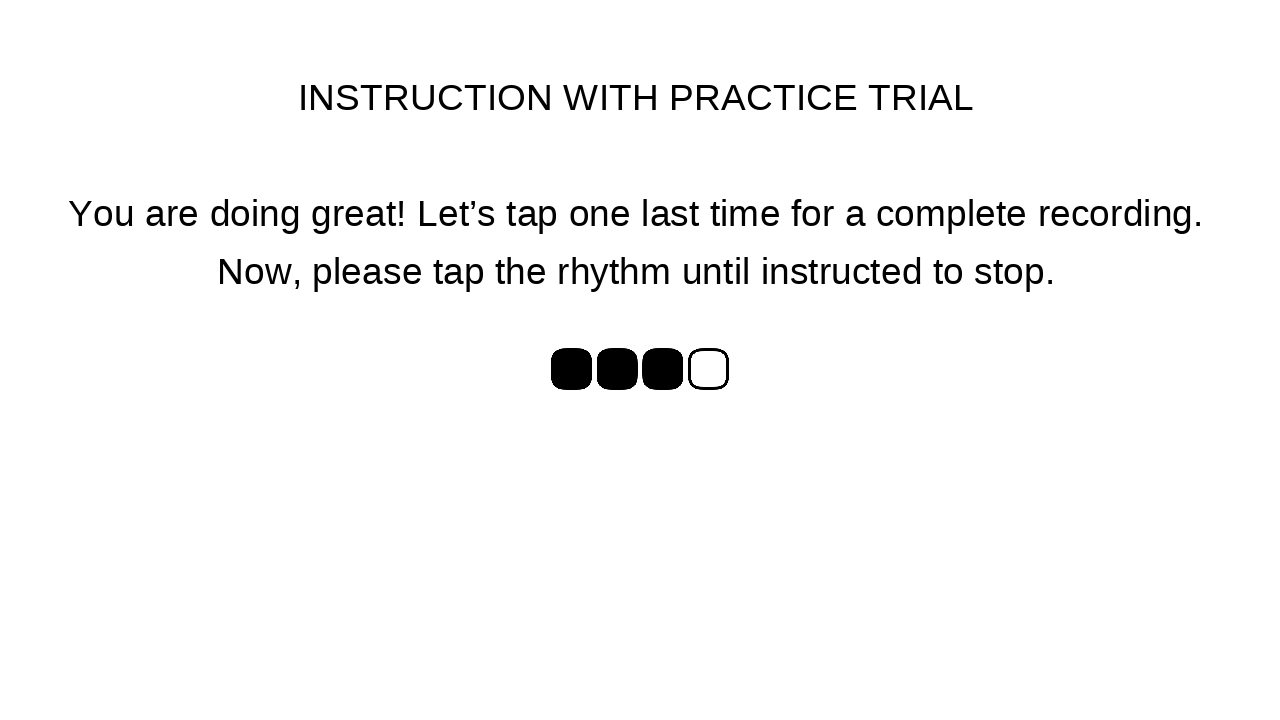 INSTRUCTION WITH PRACTICE TRIAL
You are doing great! Let’s tap one last time for a complete recording.
Now, please tap the rhythm until instructed to stop.